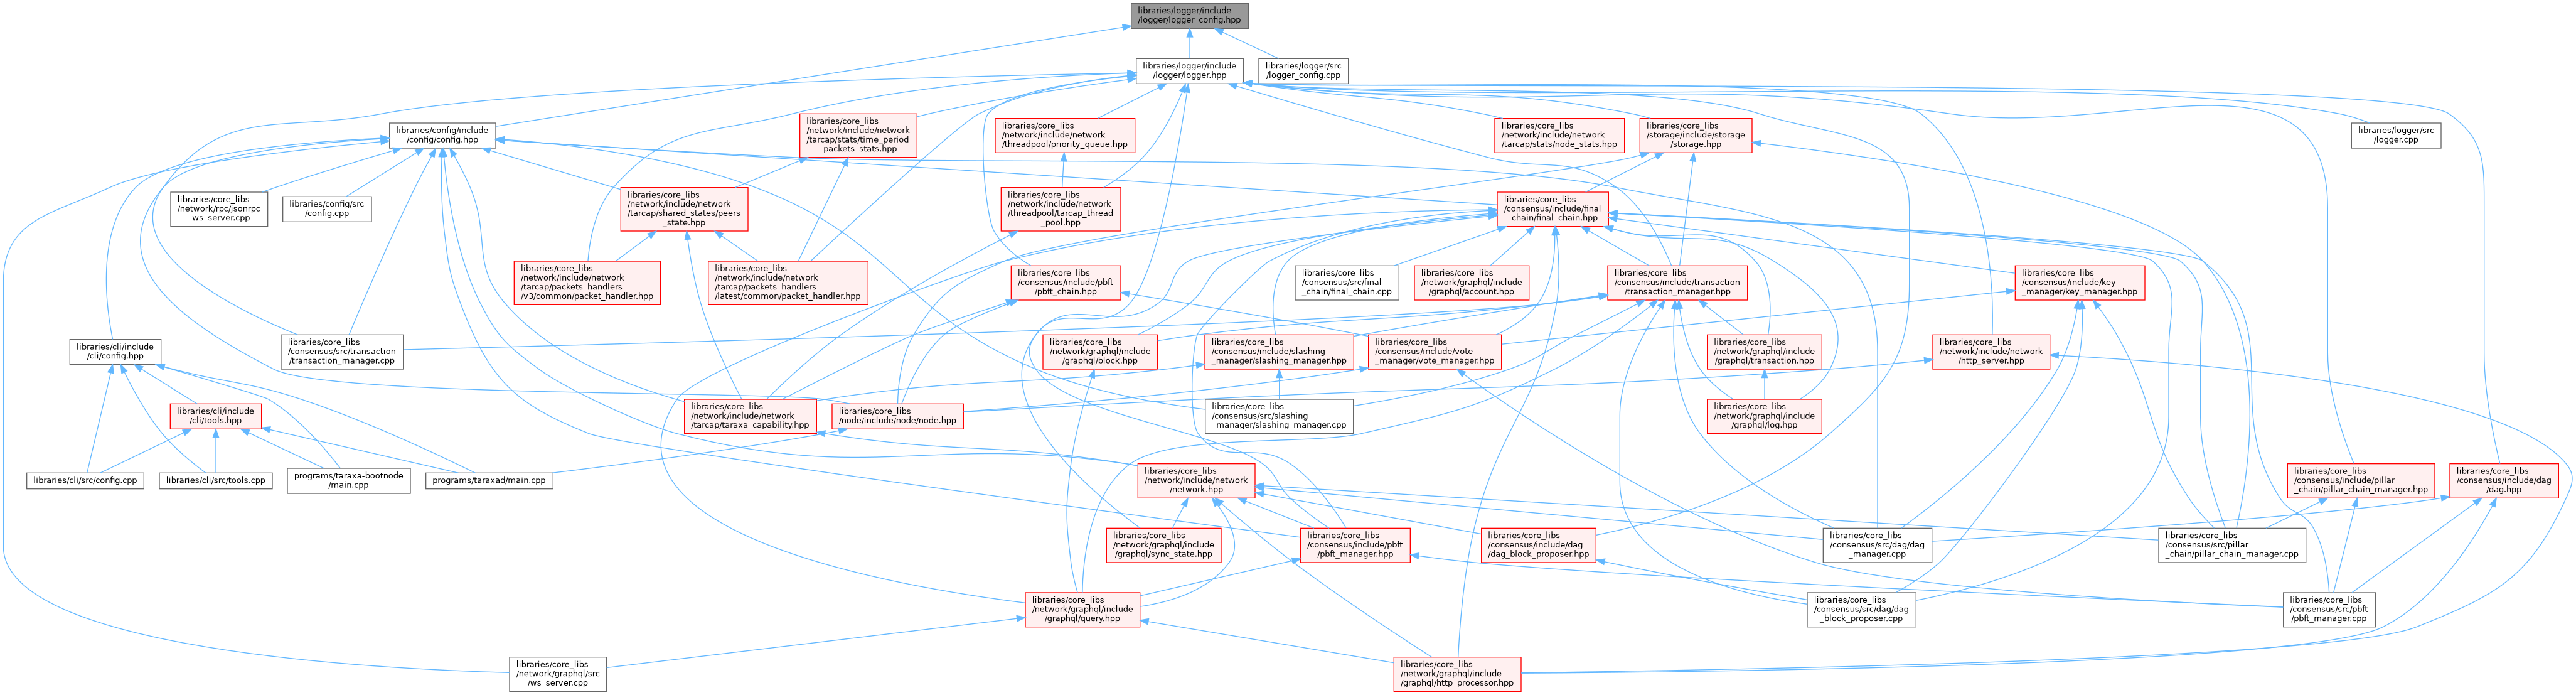 libraries/logger/include
/logger/logger_config.hpp
libraries/logger/include
/logger/logger.hpp
libraries/logger/src
/logger_config.cpp
libraries/config/include
/config/config.hpp
libraries/core_libs
/network/include/network
/tarcap/stats/time_period
_packets_stats.hpp
libraries/core_libs
/network/include/network
/threadpool/priority_queue.hpp
libraries/core_libs
/network/include/network
/tarcap/stats/node_stats.hpp
libraries/core_libs
/storage/include/storage
/storage.hpp
libraries/logger/src
/logger.cpp
libraries/core_libs
/network/rpc/jsonrpc
_ws_server.cpp
libraries/config/src
/config.cpp
libraries/core_libs
/network/include/network
/tarcap/shared_states/peers
_state.hpp
libraries/core_libs
/network/include/network
/threadpool/tarcap_thread
_pool.hpp
libraries/core_libs
/consensus/include/final
_chain/final_chain.hpp
libraries/core_libs
/network/include/network
/tarcap/packets_handlers
/v3/common/packet_handler.hpp
libraries/core_libs
/network/include/network
/tarcap/packets_handlers
/latest/common/packet_handler.hpp
libraries/core_libs
/consensus/include/pbft
/pbft_chain.hpp
libraries/core_libs
/consensus/src/final
_chain/final_chain.cpp
libraries/core_libs
/network/graphql/include
/graphql/account.hpp
libraries/core_libs
/consensus/include/transaction
/transaction_manager.hpp
libraries/core_libs
/consensus/include/key
_manager/key_manager.hpp
libraries/cli/include
/cli/config.hpp
libraries/core_libs
/consensus/src/transaction
/transaction_manager.cpp
libraries/core_libs
/network/graphql/include
/graphql/block.hpp
libraries/core_libs
/consensus/include/slashing
_manager/slashing_manager.hpp
libraries/core_libs
/consensus/include/vote
_manager/vote_manager.hpp
libraries/core_libs
/network/graphql/include
/graphql/transaction.hpp
libraries/core_libs
/network/include/network
/http_server.hpp
libraries/cli/include
/cli/tools.hpp
libraries/core_libs
/network/include/network
/tarcap/taraxa_capability.hpp
libraries/core_libs
/node/include/node/node.hpp
libraries/core_libs
/consensus/src/slashing
_manager/slashing_manager.cpp
libraries/core_libs
/network/graphql/include
/graphql/log.hpp
libraries/cli/src/config.cpp
libraries/cli/src/tools.cpp
programs/taraxa-bootnode
/main.cpp
programs/taraxad/main.cpp
libraries/core_libs
/network/include/network
/network.hpp
libraries/core_libs
/consensus/include/pillar
_chain/pillar_chain_manager.hpp
libraries/core_libs
/consensus/include/dag
/dag.hpp
libraries/core_libs
/network/graphql/include
/graphql/sync_state.hpp
libraries/core_libs
/consensus/include/pbft
/pbft_manager.hpp
libraries/core_libs
/consensus/include/dag
/dag_block_proposer.hpp
libraries/core_libs
/consensus/src/dag/dag
_manager.cpp
libraries/core_libs
/consensus/src/pillar
_chain/pillar_chain_manager.cpp
libraries/core_libs
/network/graphql/include
/graphql/query.hpp
libraries/core_libs
/consensus/src/dag/dag
_block_proposer.cpp
libraries/core_libs
/consensus/src/pbft
/pbft_manager.cpp
libraries/core_libs
/network/graphql/src
/ws_server.cpp
libraries/core_libs
/network/graphql/include
/graphql/http_processor.hpp